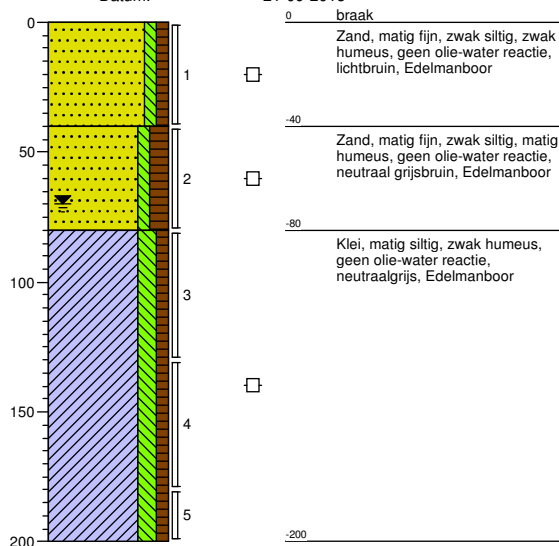 0
braak
Zand, matig fijn, zwak siltig, zwak
humeus, geen olie-water reactie,
lichtbruin, Edelmanboor
-40
Zand, matig fijn, zwak siltig, matig
humeus, geen olie-water reactie,
neutraal grijsbruin, Edelmanboor
-80
Klei, matig siltig, zwak humeus,
geen olie-water reactie,
neutraalgrijs, Edelmanboor
-200
0
50
100
150
200
1
2
3
4
5